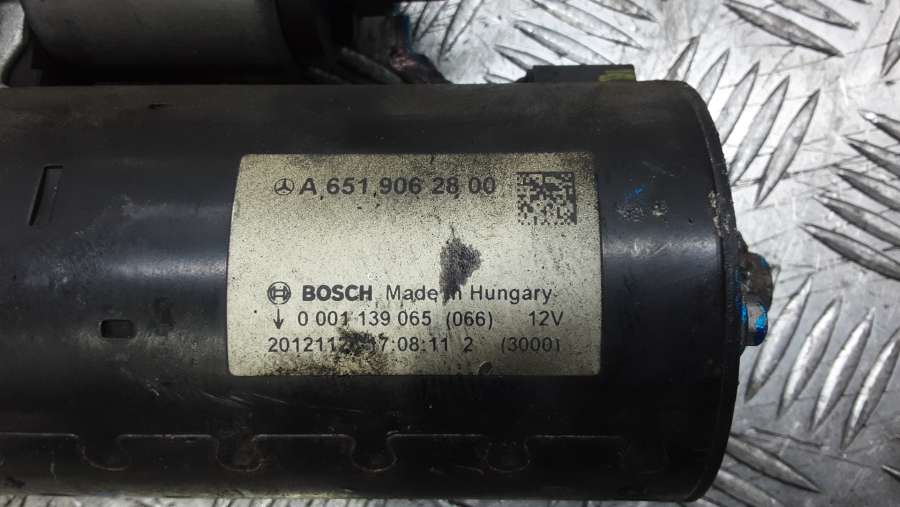 A 651 906 28 00
BOSCH Made in Hungary
↓ 0 001 139 065 (066) 12V
17:08:11 2 (3000)